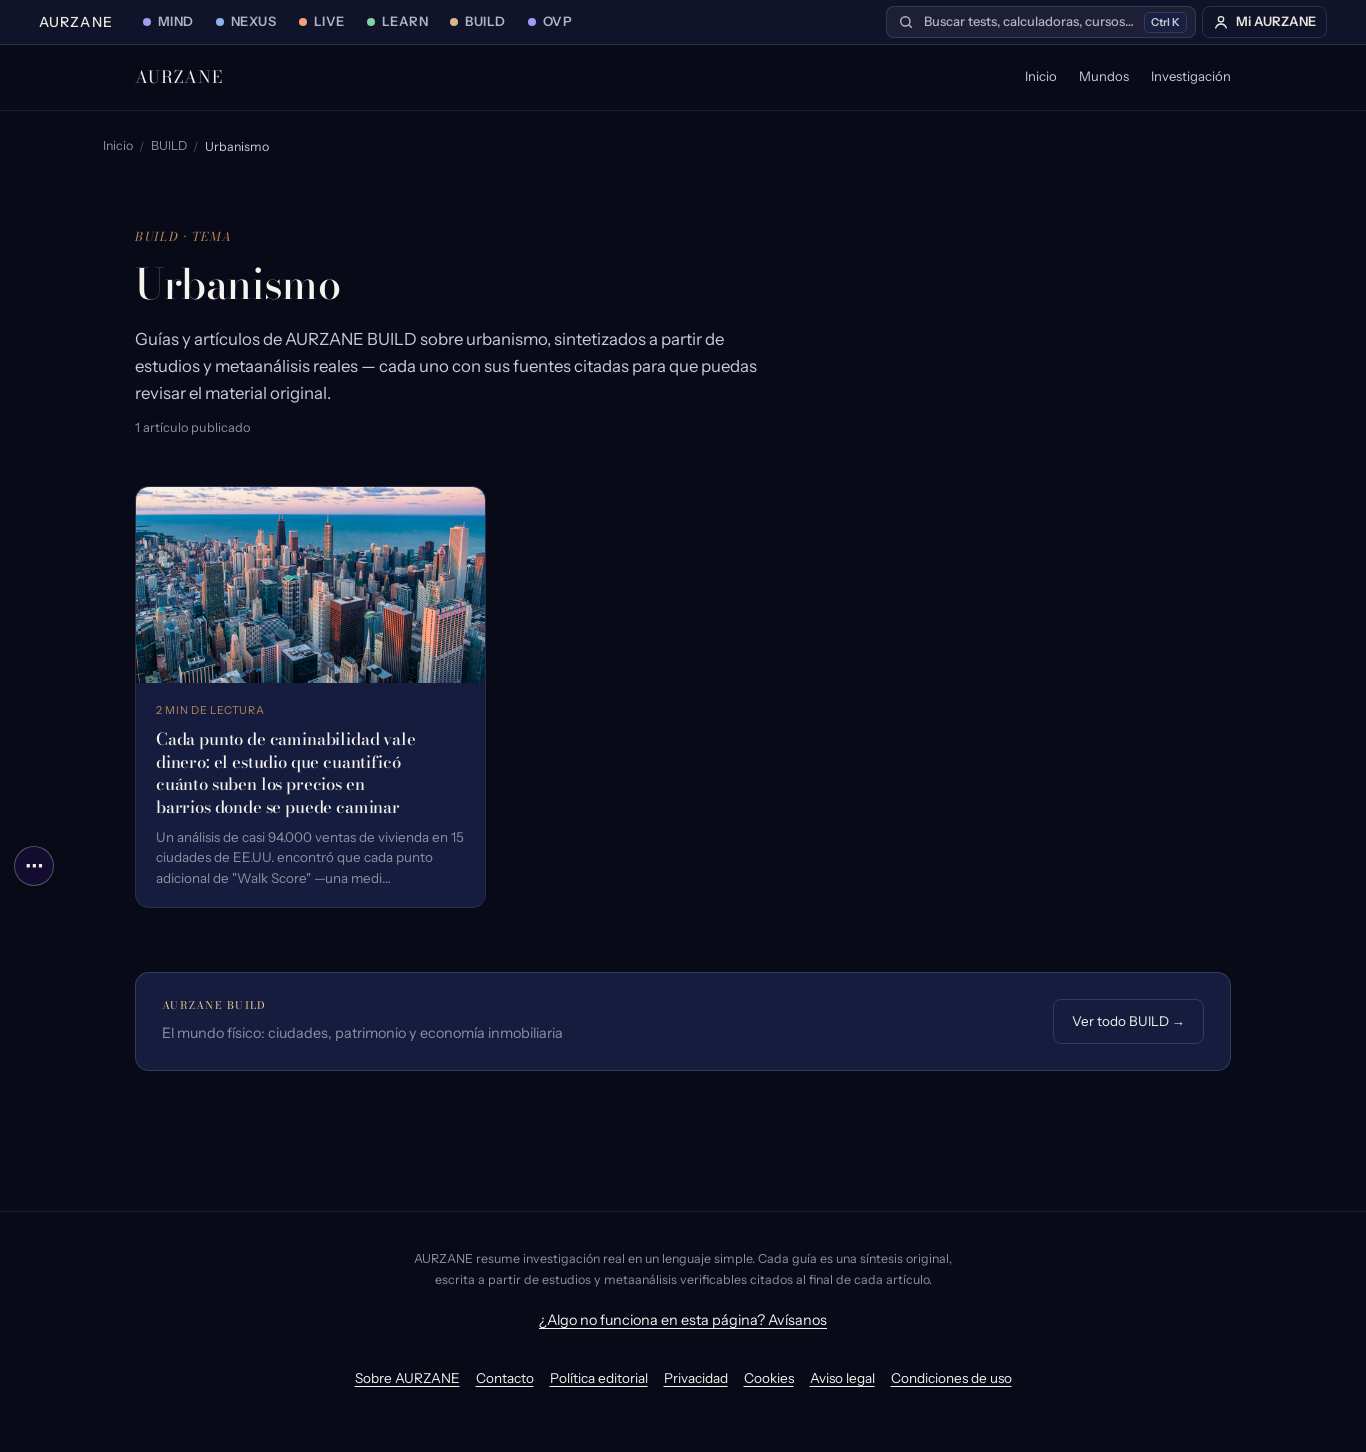 AURZANE
MIND
NEXUS
LIVE
LEARN
BUILD
OVP
Buscar tests, calculadoras, cursos...
Ctrl K
Mi AURZANE
AURZANE
Inicio
Mundos
Investigación
Inicio / BUILD / Urbanismo
BUILD · TEMA
Urbanismo
Guías y artículos de AURZANE BUILD sobre urbanismo, sintetizados a partir de
estudios y metaanálisis reales — cada uno con sus fuentes citadas para que puedas
revisar el material original.
1 artículo publicado
2 MIN DE LECTURA
Cada punto de caminabilidad vale
dinero: el estudio que cuantificó
cuánto suben los precios en
barrios donde se puede caminar
Un análisis de casi 94.000 ventas de vivienda en 15
ciudades de EE.UU. encontró que cada punto
adicional de "Walk Score" —una medi...
AURZANE BUILD
El mundo físico: ciudades, patrimonio y economía inmobiliaria
Ver todo BUILD →
AURZANE resume investigación real en un lenguaje simple. Cada guía es una síntesis original,
escrita a partir de estudios y metaanálisis verificables citados al final de cada artículo.
¿Algo no funciona en esta página? Avísanos
Sobre AURZANE
Contacto
Política editorial
Privacidad
Cookies
Aviso legal
Condiciones de uso